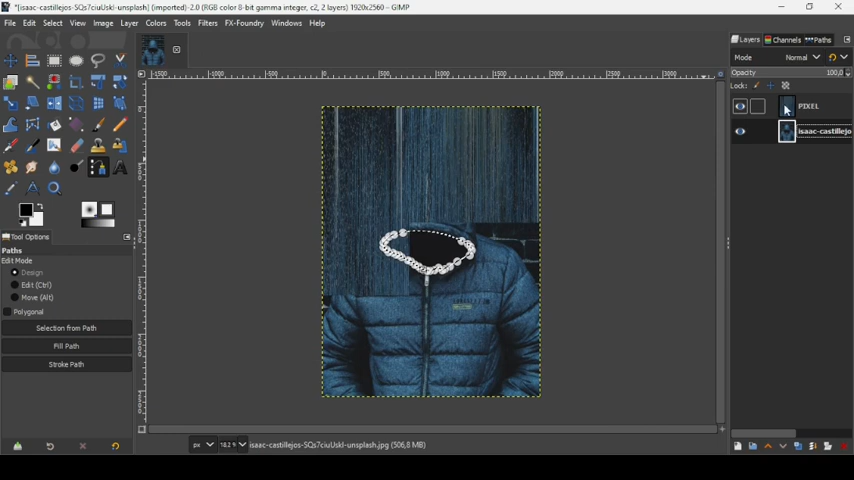 *[isaac-castillejos-SQs7ciuUskI-unsplash] (imported)-2.0 (RGB color 8-bit gamma integer, c2, 2 layers) 1920x2560 – GIMP
File Edit Select View Image Layer Colors Tools Filters FX-Foundry Windows Help
Layers Channels Paths
Mode Normal
Opacity 100,0
Lock:
PIXEL
isaac-castillejo
Tool Options
Paths
Edit Mode
Design
Edit (Ctrl)
Move (Alt)
Polygonal
Selection from Path
Fill Path
Stroke Path
px 18.2 % isaac-castillejos-SQs7ciuUskI-unsplash.jpg (506,8 MB)